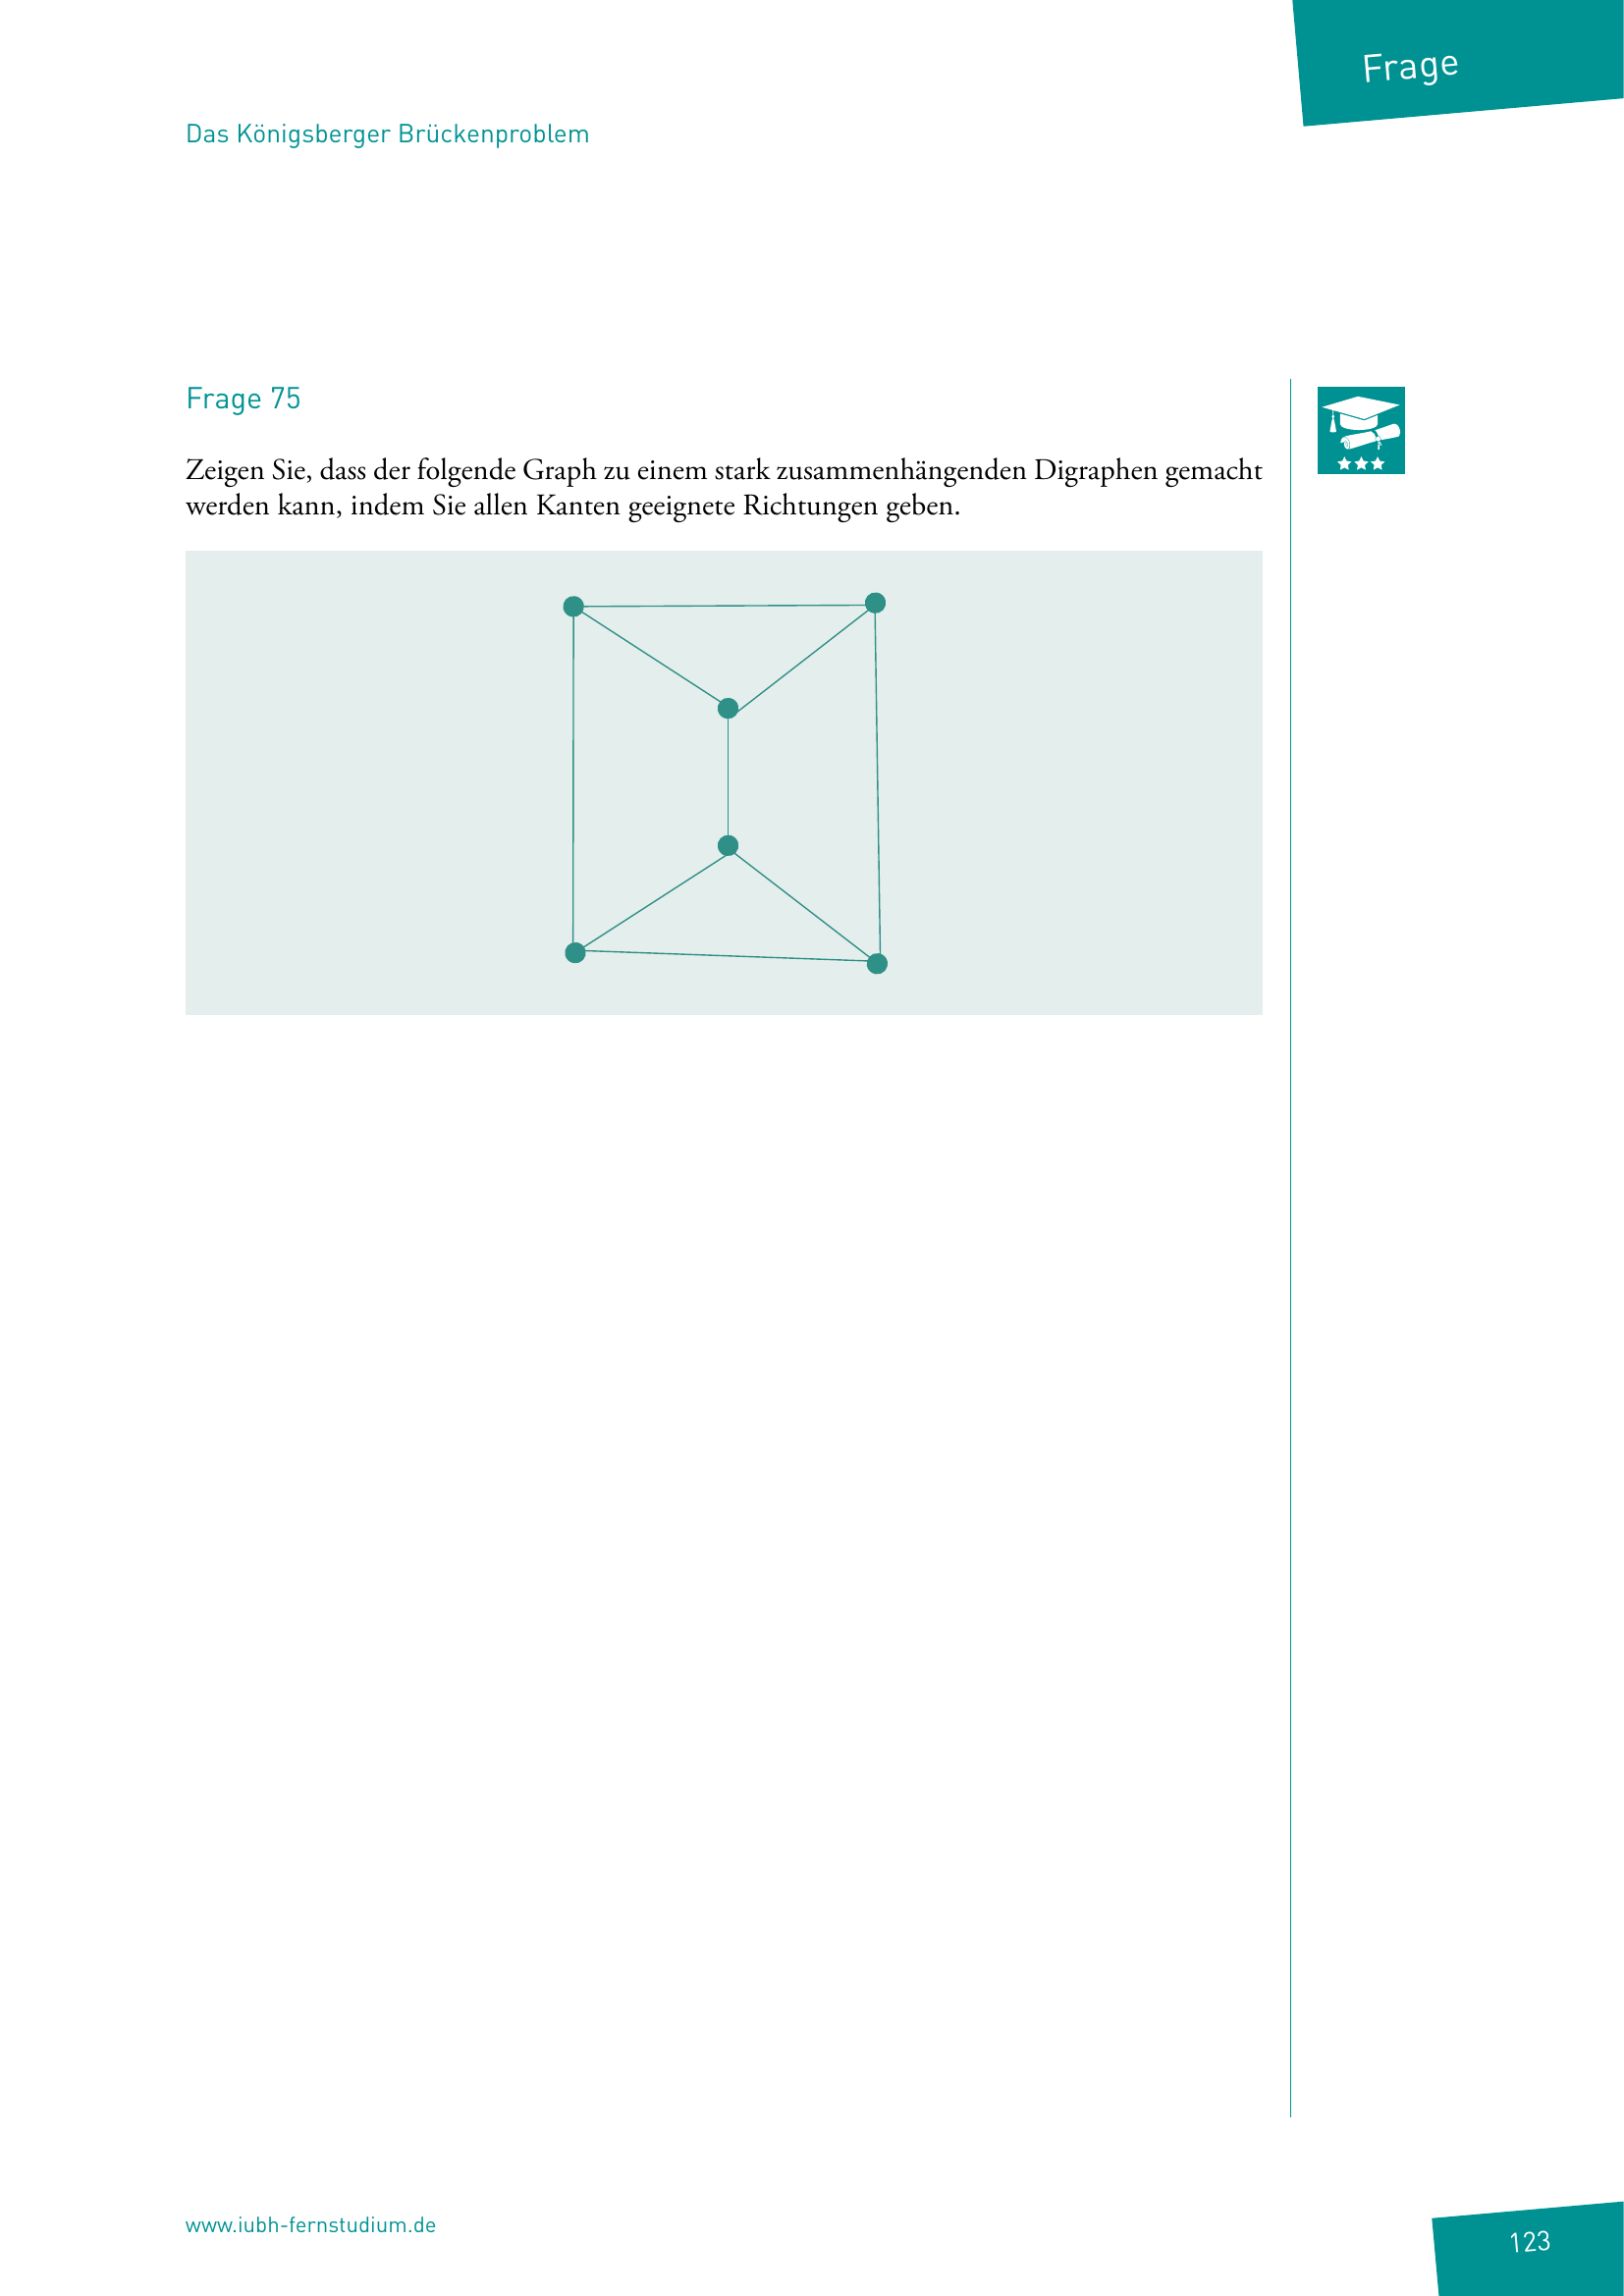 Frage
Das Königsberger Brückenproblem
Frage 75
Zeigen Sie, dass der folgende Graph zu einem stark zusammenhängenden Digraphen gemacht
werden kann, indem Sie allen Kanten geeignete Richtungen geben.
www.iubh-fernstudium.de
123